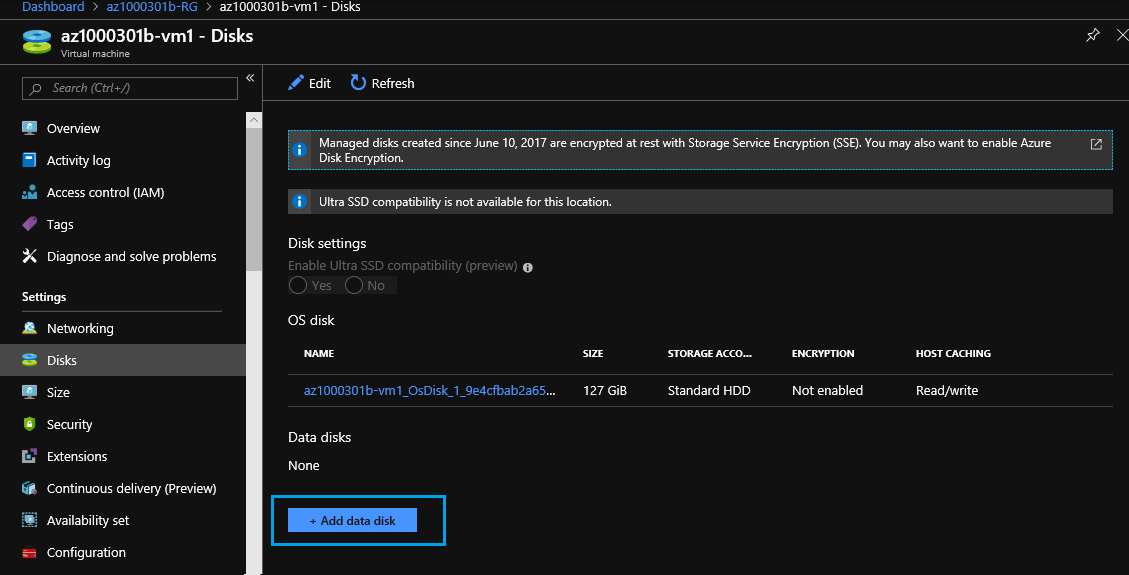 Dashboard > az1000301b-RG > az1000301b-vm1 - Disks
az1000301b-vm1 - Disks
Virtual machine
Search (Ctrl+/)
«
Overview
Activity log
Access control (IAM)
Tags
Diagnose and solve problems
Settings
Networking
Disks
Size
Security
Extensions
Continuous delivery (Preview)
Availability set
Configuration
Edit Refresh
Managed disks created since June 10, 2017 are encrypted at rest with Storage Service Encryption (SSE). You may also want to enable Azure
Disk Encryption.
Ultra SSD compatibility is not available for this location.
Disk settings
Enable Ultra SSD compatibility (preview)
Yes No
OS disk
NAME SIZE STORAGE ACCO... ENCRYPTION HOST CACHING
az1000301b-vm1_OsDisk_1_9e4cfbab2a65... 127 GiB Standard HDD Not enabled Read/write
Data disks
None
+ Add data disk